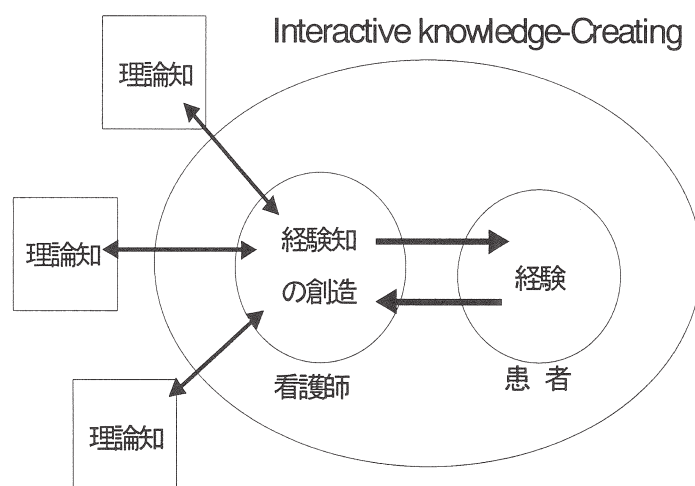 Interactive knowledge-Creating
理論知
理論知
経験知
の創造
経験
看護師
患 者
理論知